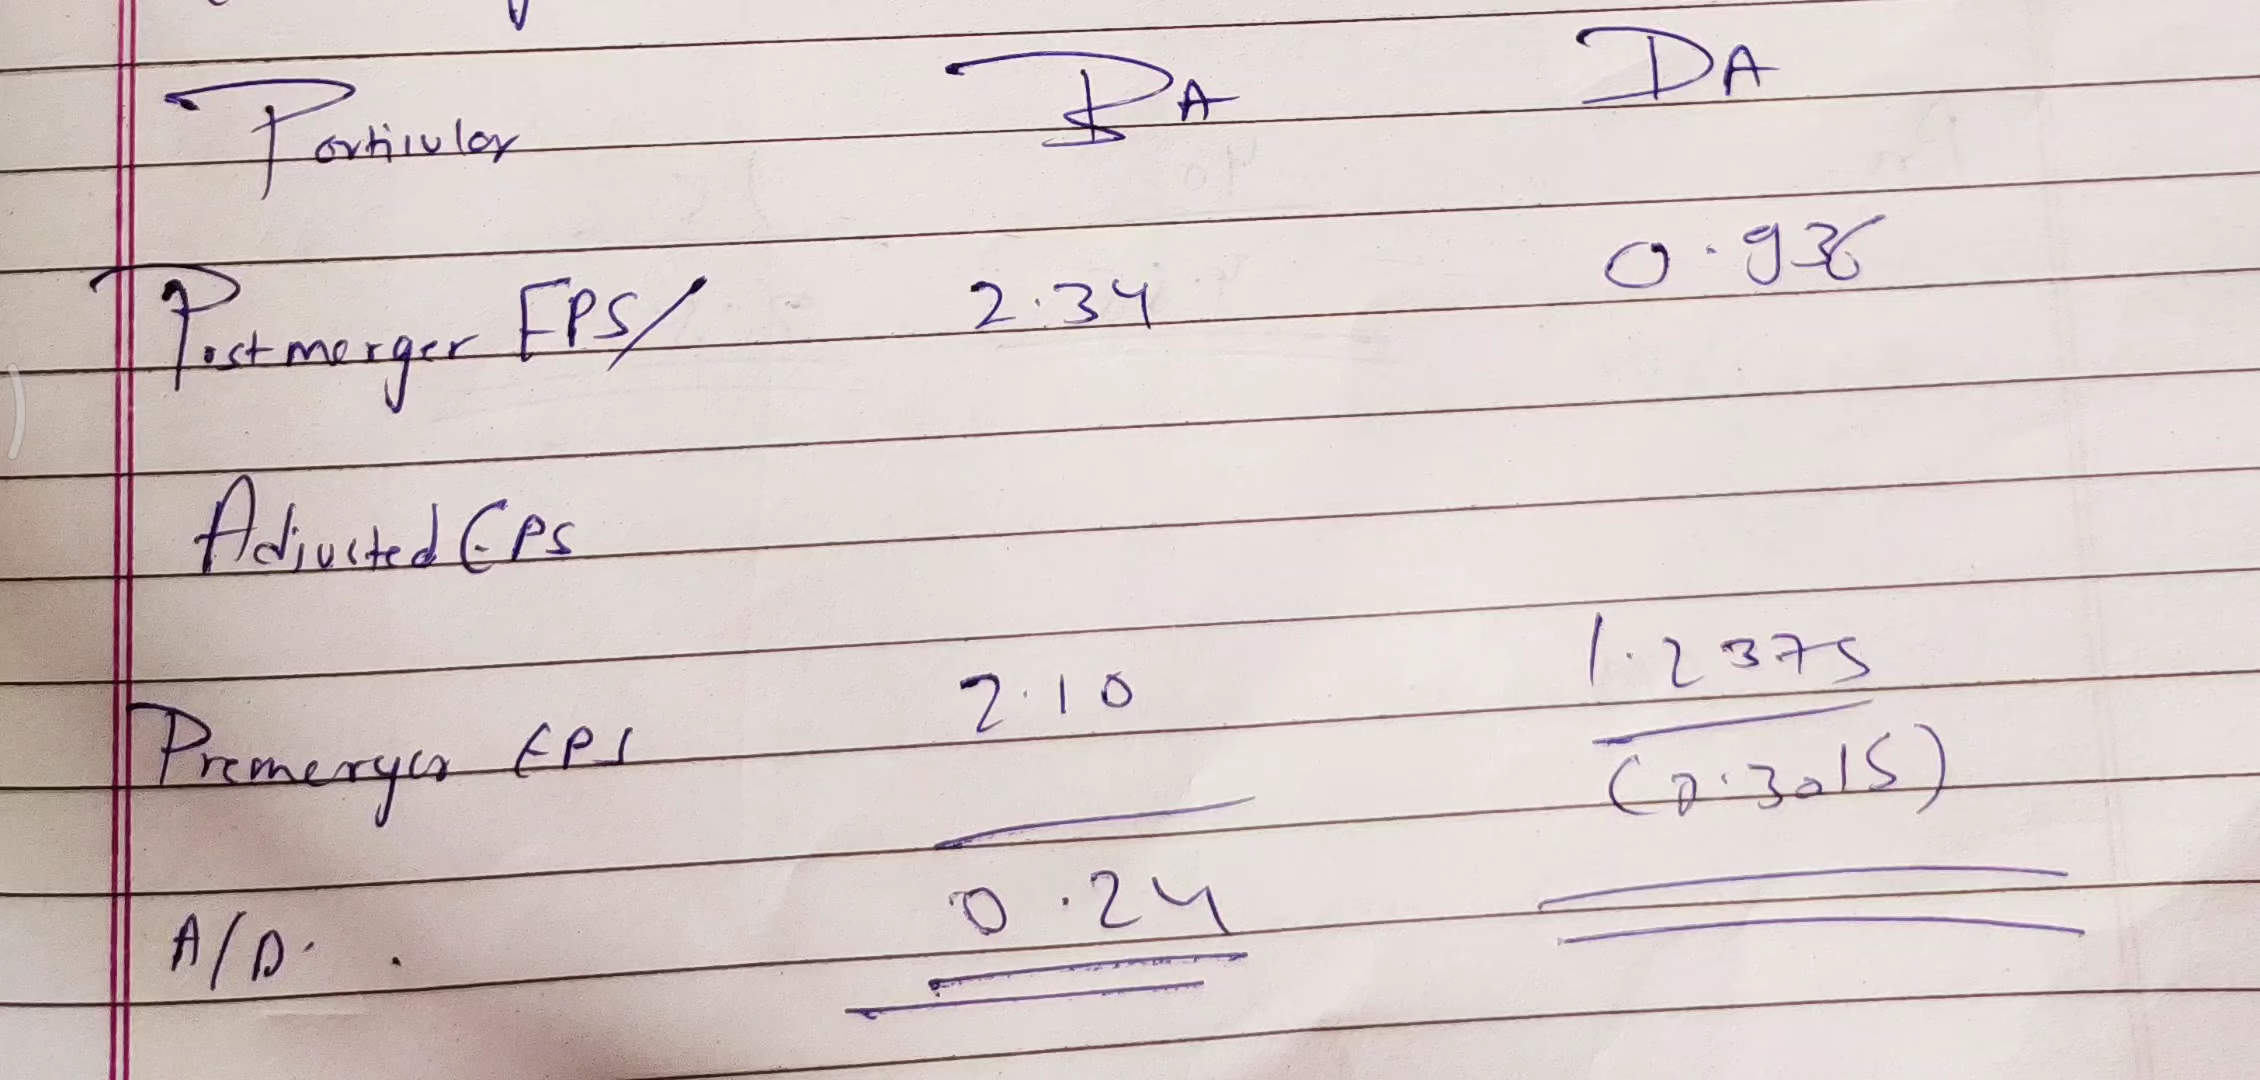 Particular BA DA
Postmerger EPS/ 2.34 0.936
Adjusted EPS
Premerger EPS 2.10 1.2375
(0.3015)
A/D. 0.24